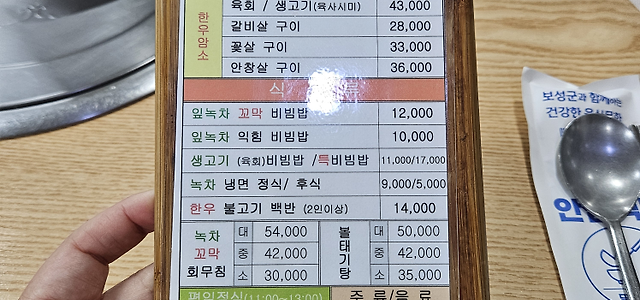 한우암소
육회 / 생고기(육사시미) 43,000
갈비살 구이 28,000
꽃살 구이 33,000
안창살 구이 36,000
식
잎녹차 꼬막 비빔밥 12,000
잎녹차 익힘 비빔밥 10,000
생고기 (육회)비빔밥 /특비빔밥 11,000/17,000
녹차 냉면 정식/ 후식 9,000/5,000
한우 불고기 백반 (2인이상) 14,000
녹차 꼬막 회무침
대 54,000
중 42,000
소 30,000
볼태기탕
대 50,000
중 42,000
소 35,000
평일정식(11:00~13:00) 주 류/음 료
보성군과 함께하는
건강한 음식문화